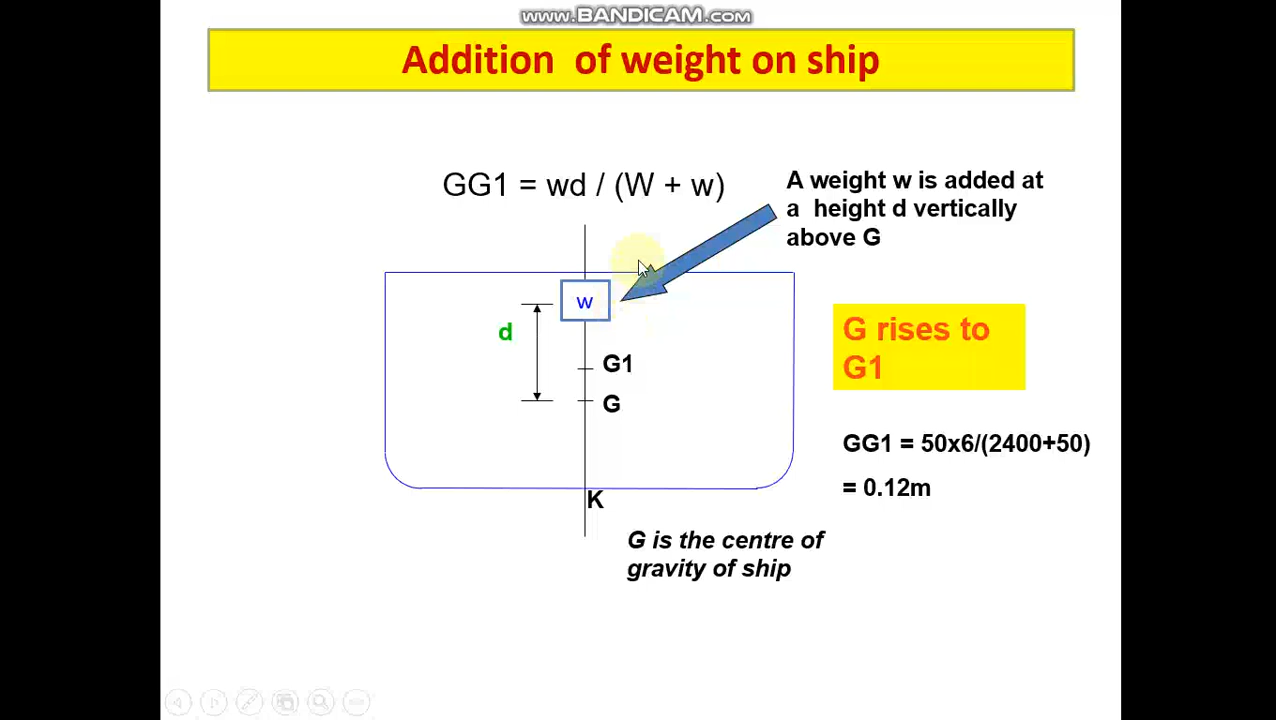 www.BANDICAM.com
Addition of weight on ship
GG1 = wd / (W + w)
A weight w is added at
a height d vertically
above G
w
d
G1
G
K
G rises to
G1
GG1 = 50x6/(2400+50)
= 0.12m
G is the centre of
gravity of ship